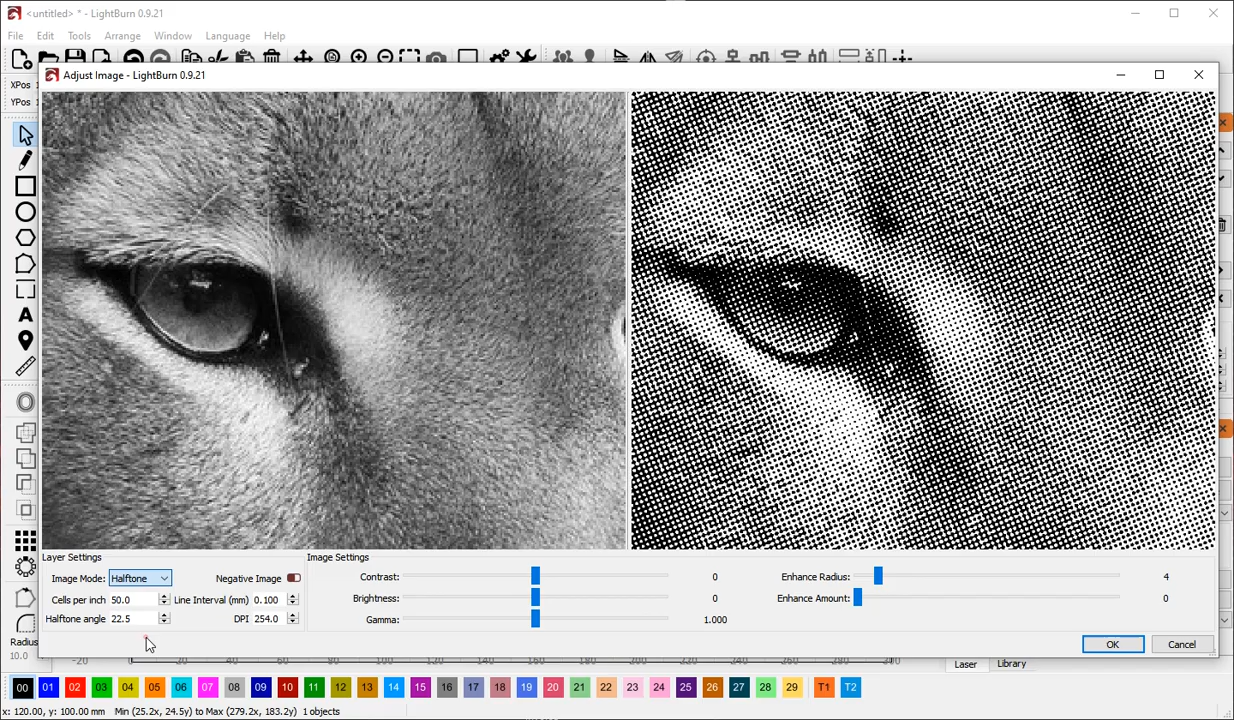 <untitled> * - LightBurn 0.9.21
File Edit Tools Arrange Window Language Help
Adjust Image - LightBurn 0.9.21
XPos
YPos
Layer Settings
Image Mode: Halftone
Negative Image
Cells per inch 50.0
Line Interval (mm) 0.100
Halftone angle 22.5
DPI 254.0
Image Settings
Contrast: 0
Brightness: 0
Gamma: 1.000
Enhance Radius: 4
Enhance Amount: 0
OK Cancel
Radius
10.0
Laser Library
00 01 02 03 04 05 06 07 08 09 10 11 12 13 14 15 16 17 18 19 20 21 22 23 24 25 26 27 28 29 T1 T2
x: 120.00, y: 100.00 mm Min (25.2x, 24.5y) to Max (279.2x, 183.2y) 1 objects